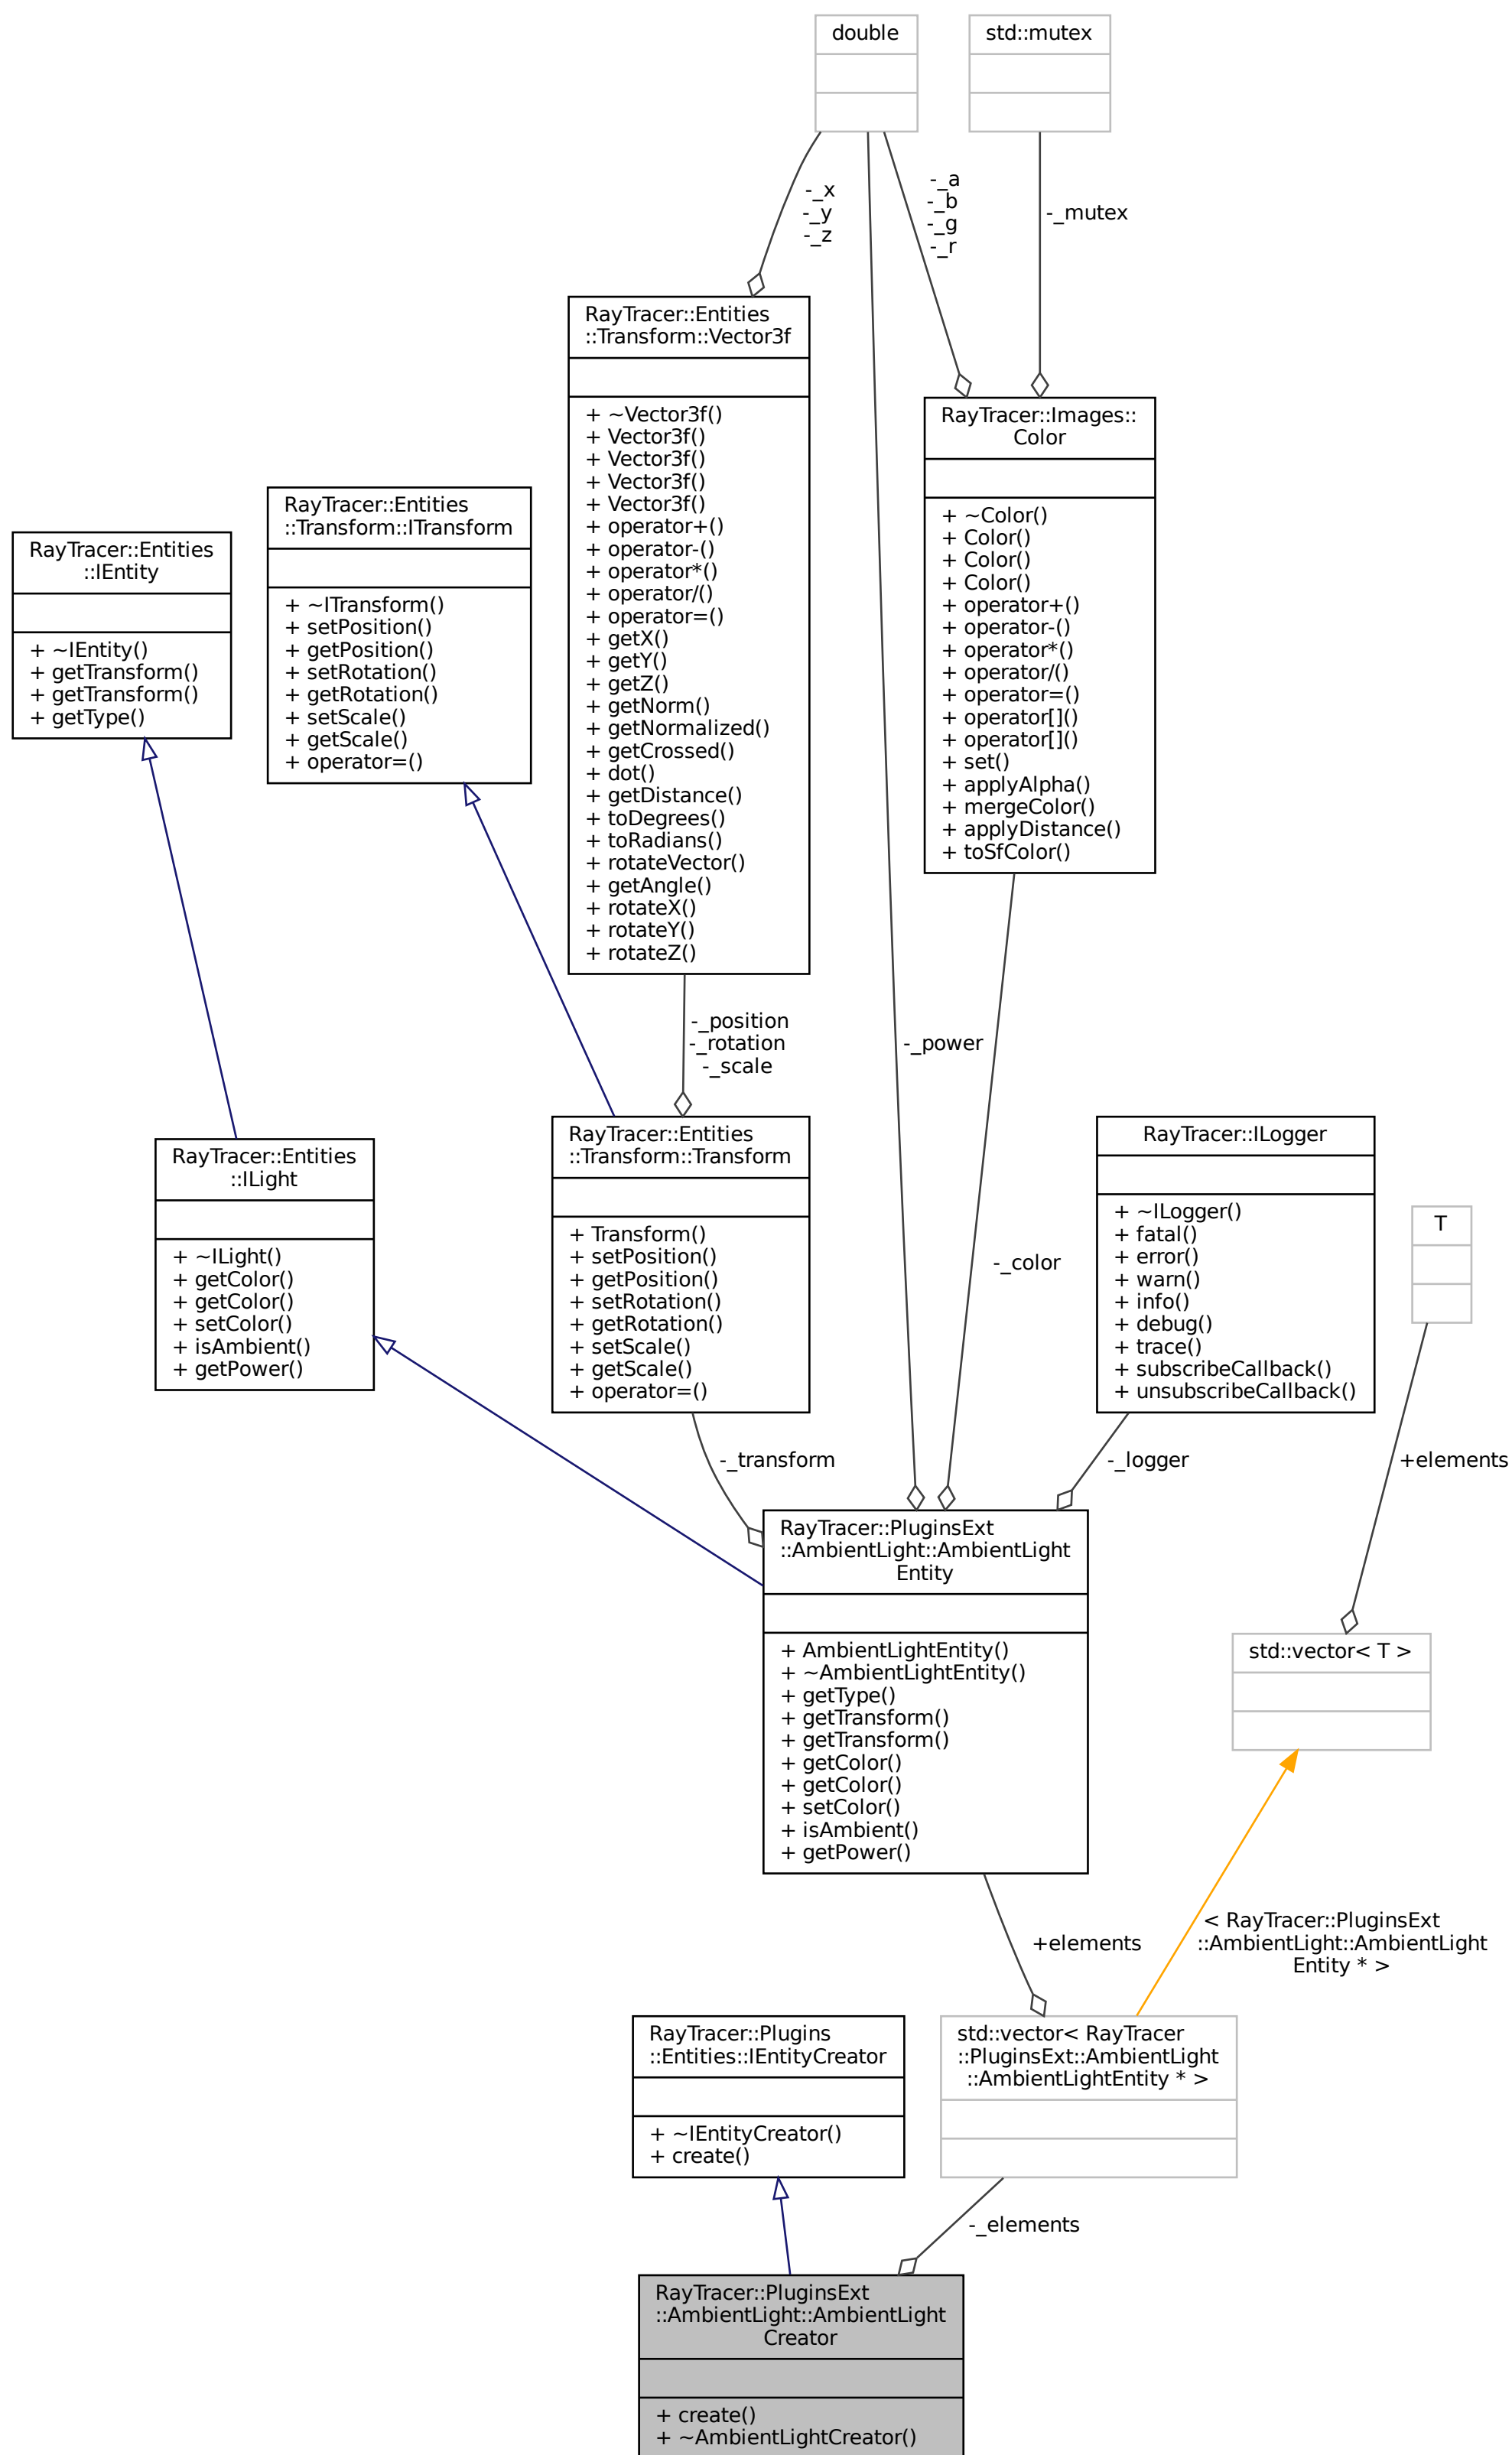 double
std::mutex
-_x
-_y
-_z
-_a
-_b
-_g
-_r
-_mutex
RayTracer::Entities
::Transform::Vector3f
+ ~Vector3f()
+ Vector3f()
+ Vector3f()
+ Vector3f()
+ Vector3f()
+ operator+()
+ operator-()
+ operator*()
+ operator/()
+ operator=()
+ getX()
+ getY()
+ getZ()
+ getNorm()
+ getNormalized()
+ getCrossed()
+ dot()
+ getDistance()
+ toDegrees()
+ toRadians()
+ rotateVector()
+ getAngle()
+ rotateX()
+ rotateY()
+ rotateZ()
RayTracer::Images::
Color
+ ~Color()
+ Color()
+ Color()
+ Color()
+ operator+()
+ operator-()
+ operator*()
+ operator/()
+ operator=()
+ operator[]()
+ operator[]()
+ set()
+ applyAlpha()
+ mergeColor()
+ applyDistance()
+ toSfColor()
RayTracer::Entities
::Transform::ITransform
+ ~ITransform()
+ setPosition()
+ getPosition()
+ setRotation()
+ getRotation()
+ setScale()
+ getScale()
+ operator=()
RayTracer::Entities
::IEntity
+ ~IEntity()
+ getTransform()
+ getTransform()
+ getType()
-_position
-_rotation
-_scale
-_power
RayTracer::Entities
::ILight
+ ~ILight()
+ getColor()
+ getColor()
+ setColor()
+ isAmbient()
+ getPower()
RayTracer::Entities
::Transform::Transform
+ Transform()
+ setPosition()
+ getPosition()
+ setRotation()
+ getRotation()
+ setScale()
+ getScale()
+ operator=()
-_color
RayTracer::ILogger
+ ~ILogger()
+ fatal()
+ error()
+ warn()
+ info()
+ debug()
+ trace()
+ subscribeCallback()
+ unsubscribeCallback()
T
-_transform
-_logger
+elements
RayTracer::PluginsExt
::AmbientLight::AmbientLight
Entity
+ AmbientLightEntity()
+ ~AmbientLightEntity()
+ getType()
+ getTransform()
+ getTransform()
+ getColor()
+ getColor()
+ setColor()
+ isAmbient()
+ getPower()
std::vector< T >
+elements
< RayTracer::PluginsExt
::AmbientLight::AmbientLight
Entity * >
RayTracer::Plugins
::Entities::IEntityCreator
+ ~IEntityCreator()
+ create()
std::vector< RayTracer
::PluginsExt::AmbientLight
::AmbientLightEntity * >
-_elements
RayTracer::PluginsExt
::AmbientLight::AmbientLight
Creator
+ create()
+ ~AmbientLightCreator()